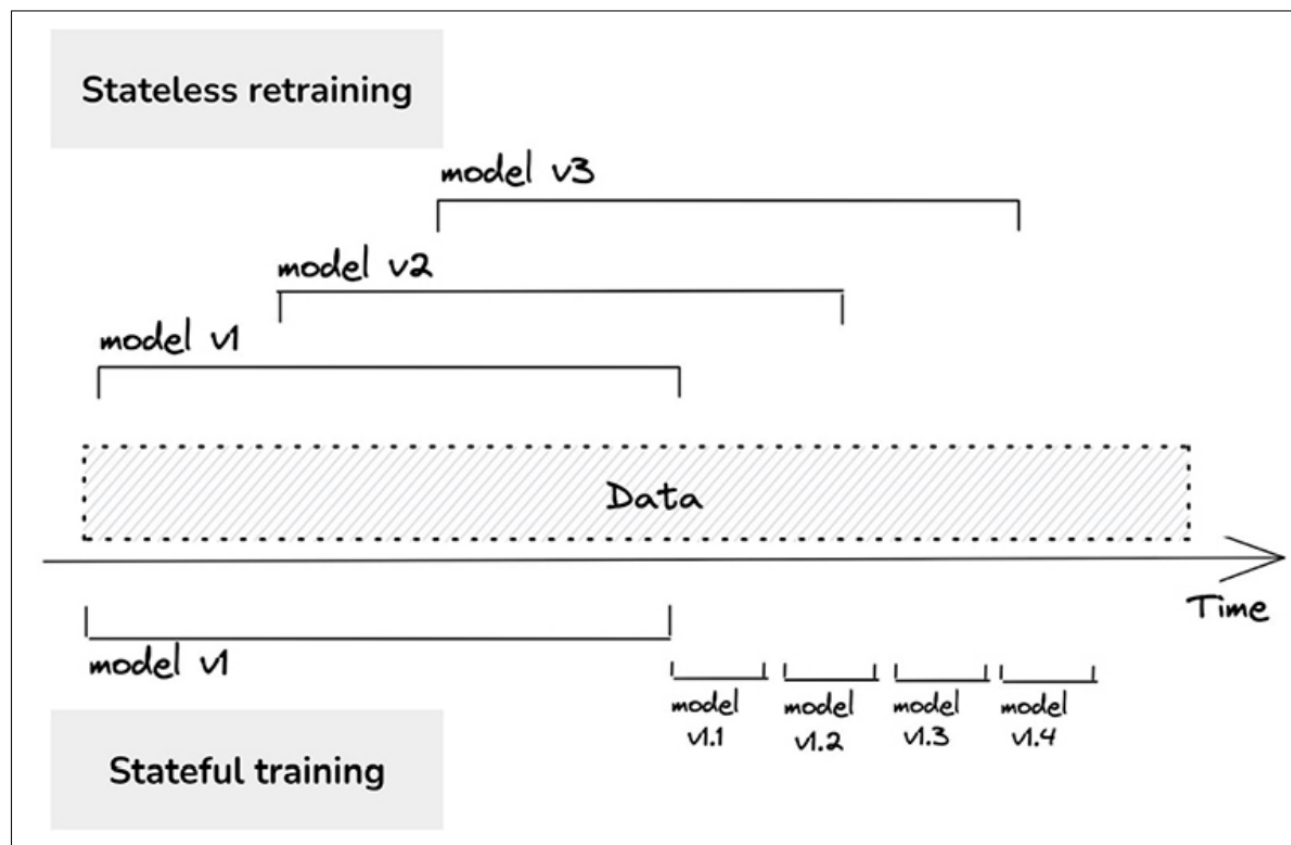 Stateless retraining
model v3
model v2
model v1
Data
Time
model v1
model
v1.1
model
v1.2
model
v1.3
model
v1.4
Stateful training